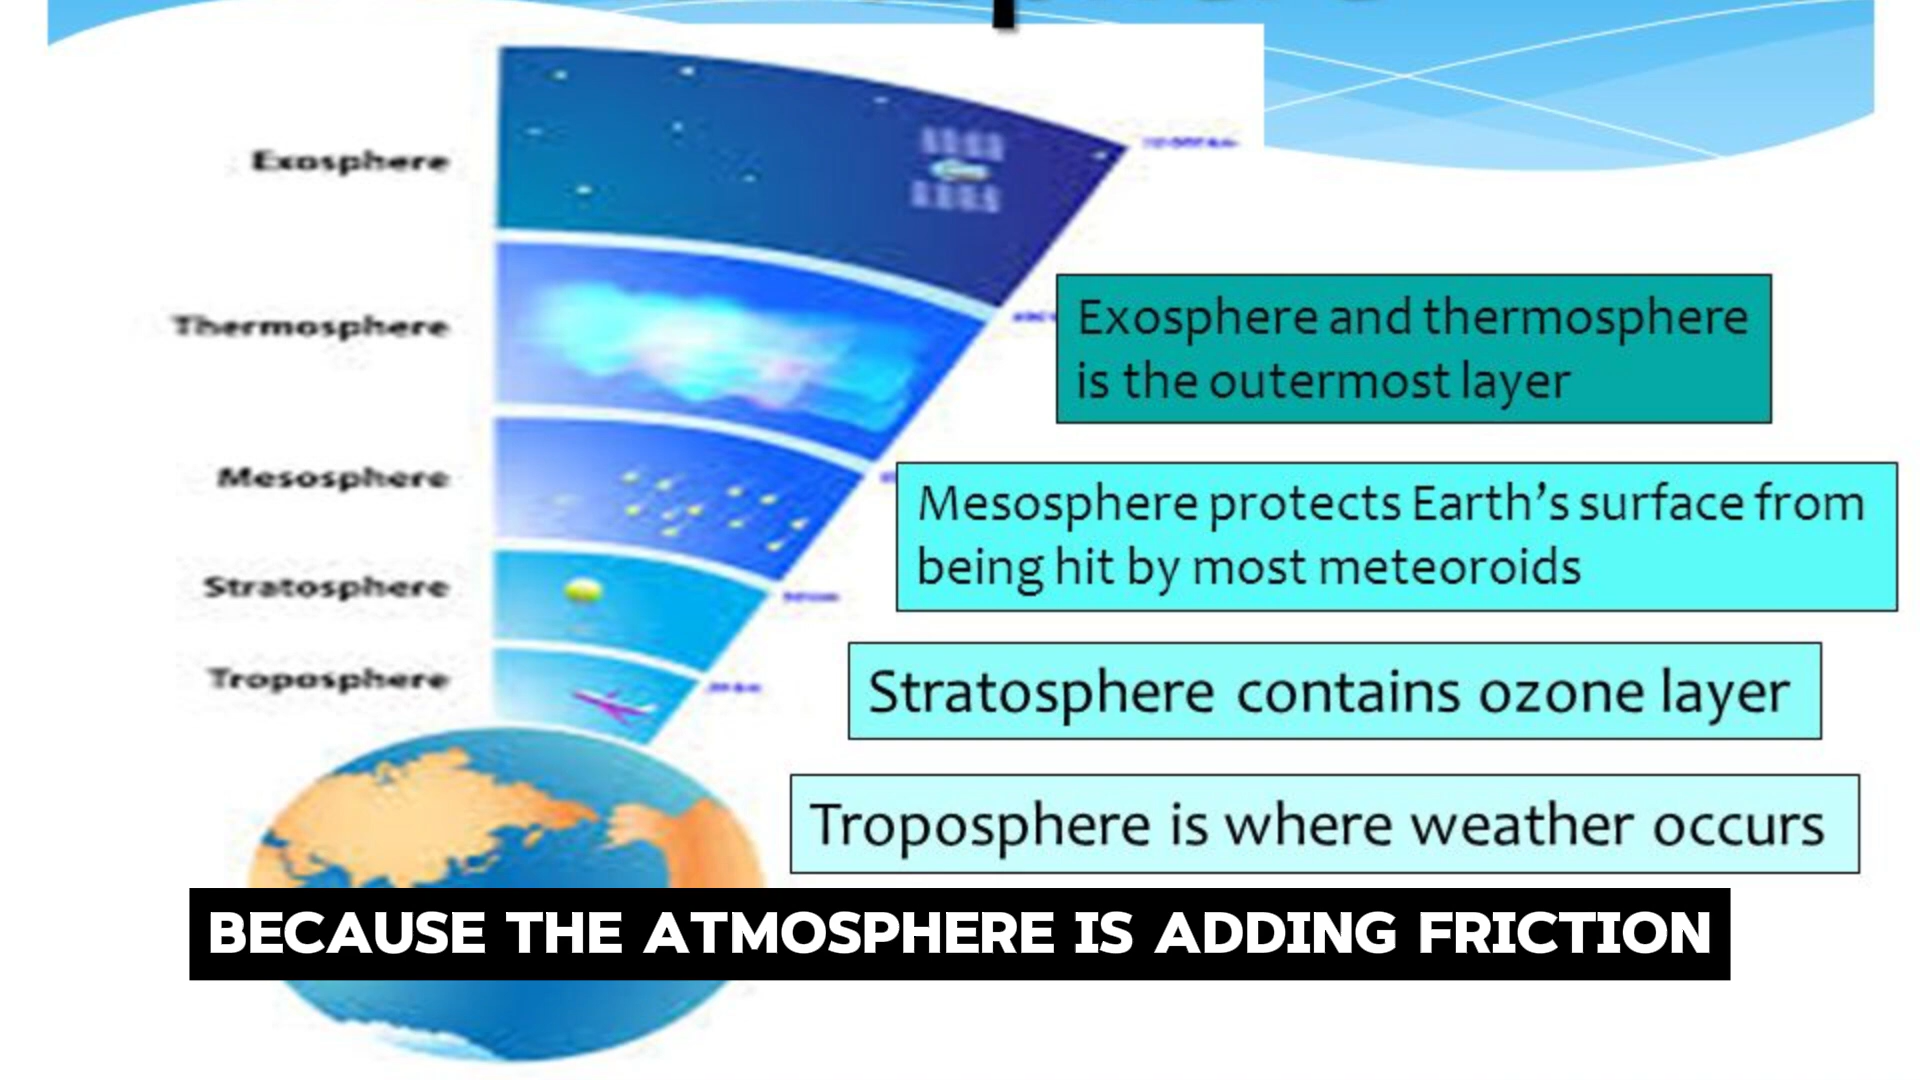 Exosphere
Thermosphere
Exosphere and thermosphere
is the outermost layer
Mesosphere
Mesosphere protects Earth's surface from
being hit by most meteoroids
Stratosphere
Stratosphere contains ozone layer
Troposphere
Troposphere is where weather occurs
BECAUSE THE ATMOSPHERE IS ADDING FRICTION